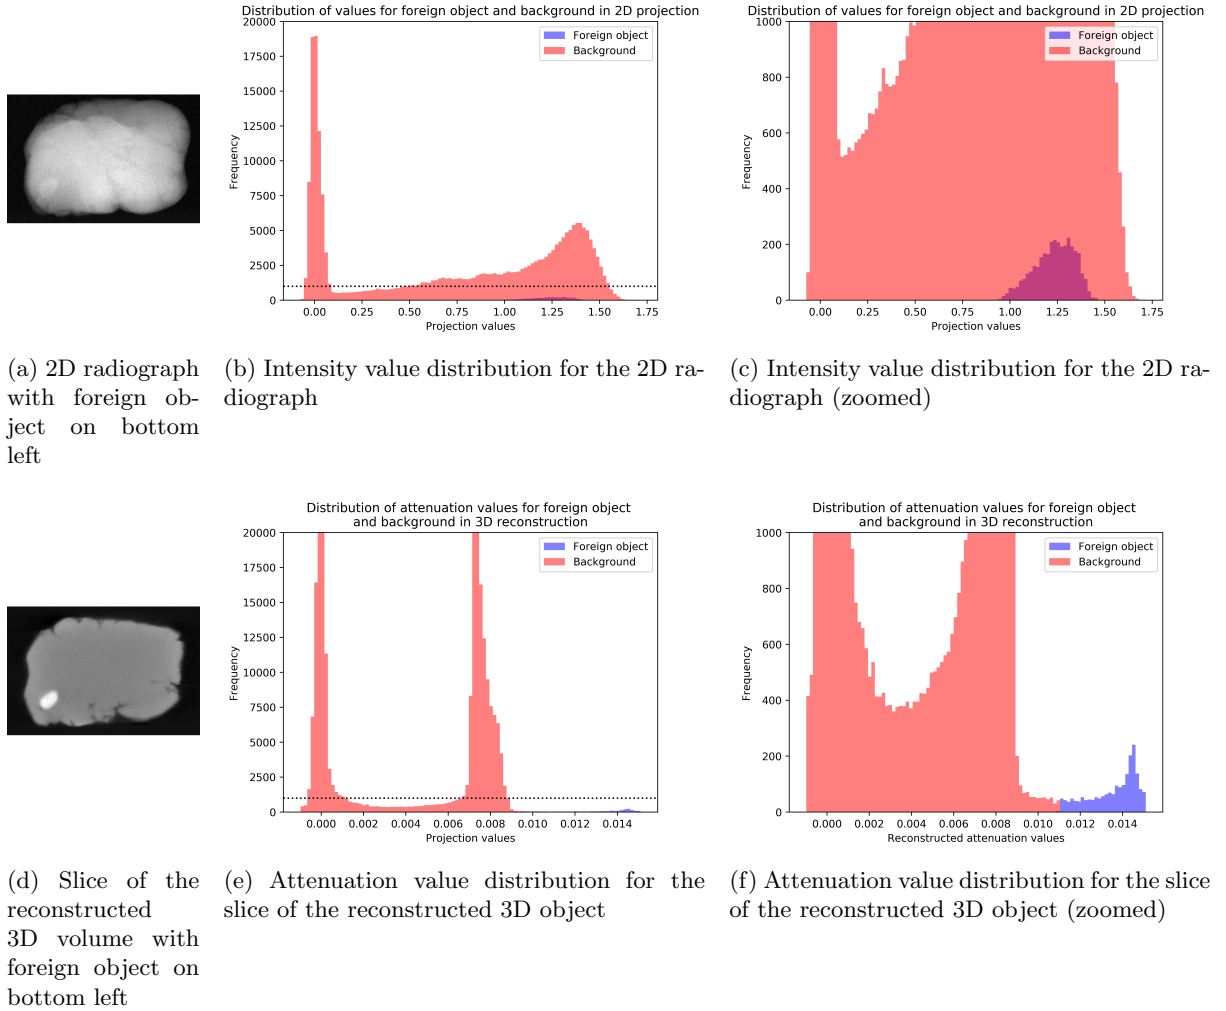 Distribution of values for foreign object and background in 2D projection
20000
17500
15000
12500
10000
7500
5000
2500
0
Frequency
Foreign object
Background
0.00 0.25 0.50 0.75 1.00 1.25 1.50 1.75
Projection values
Distribution of values for foreign object and background in 2D projection
1000
800
600
400
200
0
Frequency
Foreign object
Background
0.00 0.25 0.50 0.75 1.00 1.25 1.50 1.75
Projection values
(a) 2D radiograph
with foreign ob-
ject on bottom
left
(b) Intensity value distribution for the 2D ra-
diograph
(c) Intensity value distribution for the 2D ra-
diograph (zoomed)
Distribution of attenuation values for foreign object
and background in 3D reconstruction
20000
17500
15000
12500
10000
7500
5000
2500
0
Frequency
Foreign object
Background
0.000 0.002 0.004 0.006 0.008 0.010 0.012 0.014
Projection values
Distribution of attenuation values for foreign object
and background in 3D reconstruction
1000
800
600
400
200
0
Frequency
Foreign object
Background
0.000 0.002 0.004 0.006 0.008 0.010 0.012 0.014
Reconstructed attenuation values
(d) Slice of the
reconstructed
3D volume with
foreign object on
bottom left
(e) Attenuation value distribution for the
slice of the reconstructed 3D object
(f) Attenuation value distribution for the slice
of the reconstructed 3D object (zoomed)